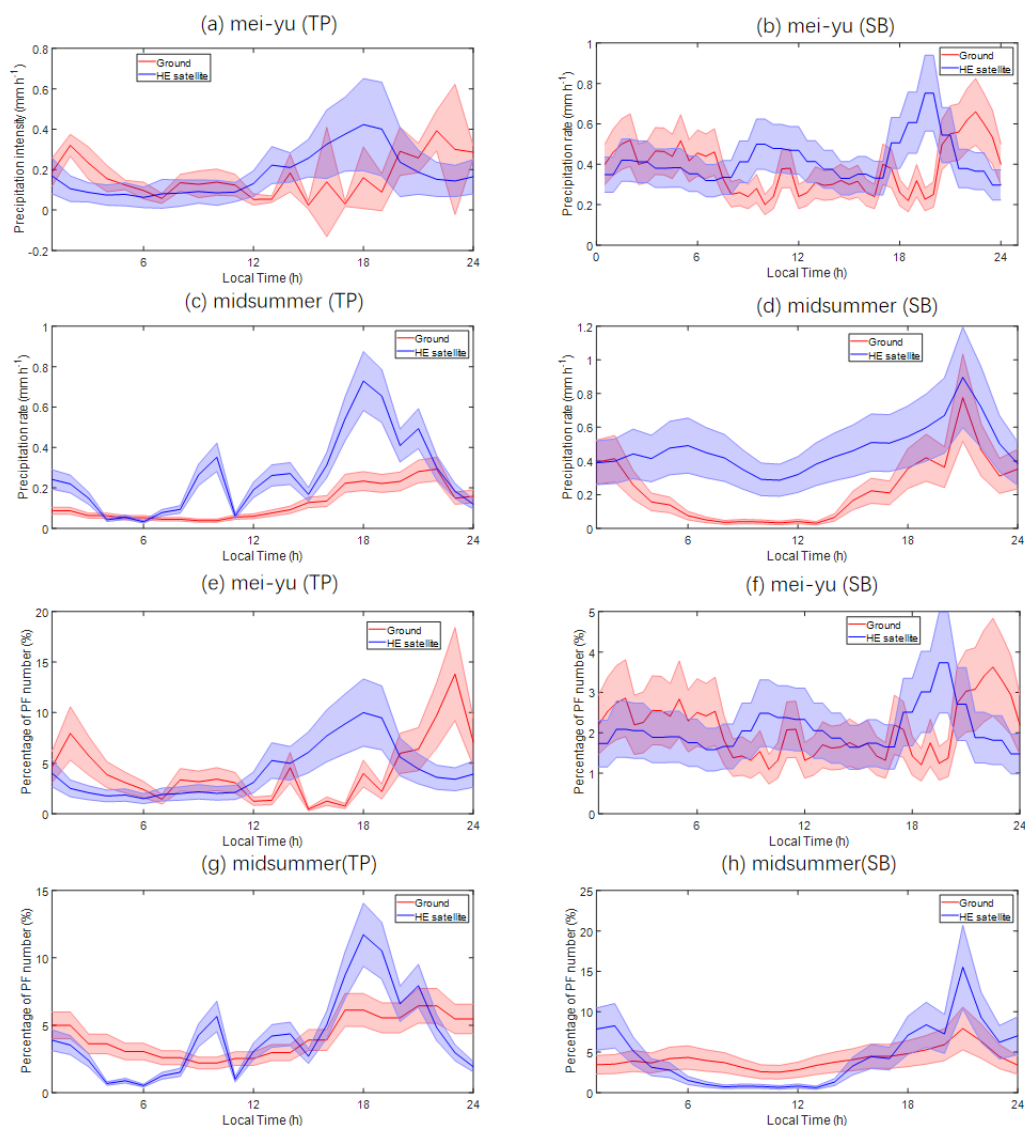 (a) mei-yu (TP)
Precipitation intensity (mm h⁻¹)
0.8
0.6
0.4
0.2
0.0
-0.2
Ground
HE satellite
6
12
18
24
Local Time (h)
(b) mei-yu (SB)
Precipitation rate (mm h⁻¹)
1
0.8
0.6
0.4
0.2
0
Ground
HE satellite
0
6
12
18
24
Local Time (h)
(c) midsummer (TP)
Precipitation rate (mm h⁻¹)
1
0.8
0.6
0.4
0.2
0
Ground
HE satellite
6
12
18
24
Local Time (h)
(d) midsummer (SB)
Precipitation rate (mm h⁻¹)
1.2
1
0.8
0.6
0.4
0.2
0
Ground
HE satellite
6
12
18
24
Local Time (h)
(e) mei-yu (TP)
Percentage of PF number (%)
20
15
10
5
0
Ground
HE satellite
6
12
18
24
Local Time (h)
(f) mei-yu (SB)
Percentage of PF number (%)
5
4
3
2
1
0
Ground
HE satellite
6
12
18
24
Local Time (h)
(g) midsummer(TP)
Percentage of PF number (%)
15
10
5
0
Ground
HE satellite
6
12
18
24
Local Time (h)
(h) midsummer(SB)
Percentage of PF number (%)
25
20
15
10
5
0
Ground
HE satellite
6
12
18
24
Local Time (h)